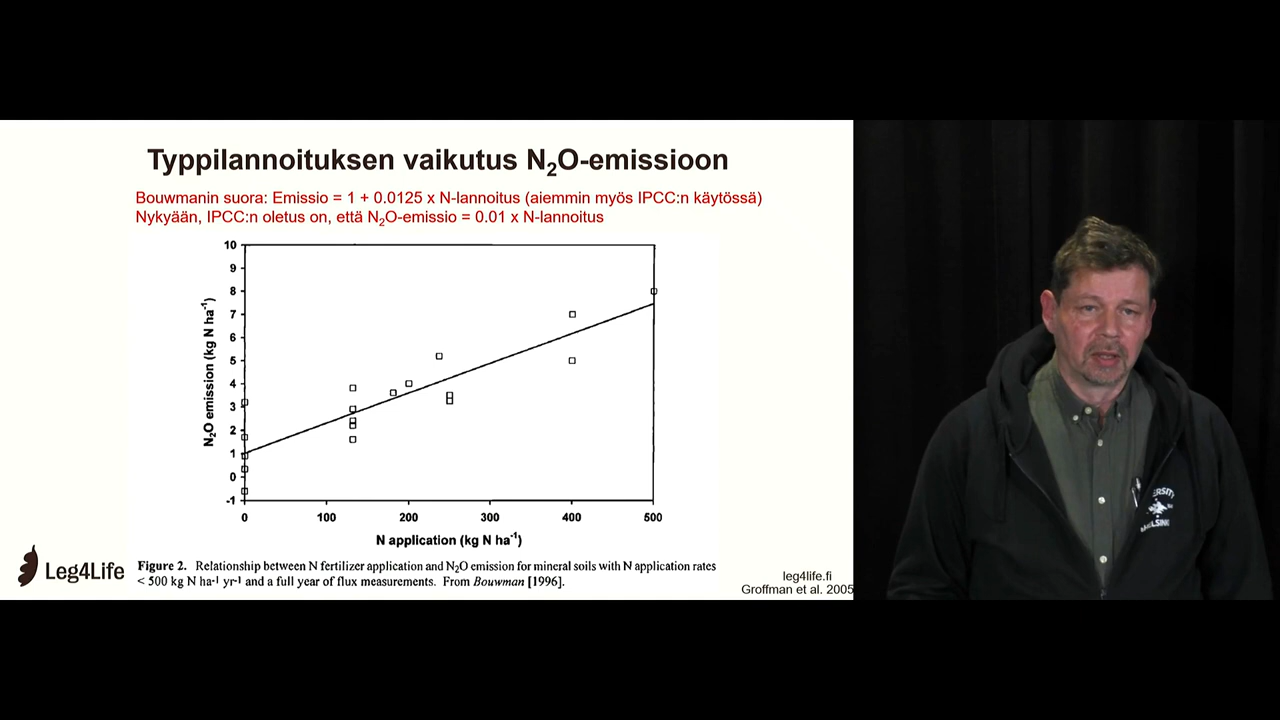 Typpilannoituksen vaikutus N₂O-emissioon
Bouwmanin suora: Emissio = 1 + 0.0125 x N-lannoitus (aiemmin myös IPCC:n käytössä)
Nykyään, IPCC:n oletus on, että N₂O-emissio = 0.01 x N-lannoitus
N₂O emission (kg N ha⁻¹)
10
9
8
7
6
5
4
3
2
1
0
-1
0 100 200 300 400 500
N application (kg N ha⁻¹)
Figure 2. Relationship between N fertilizer application and N₂O emission for mineral soils with N application rates
< 500 kg N ha⁻¹ yr⁻¹ and a full year of flux measurements. From Bouwman [1996].
Leg4Life
leg4life.fi
Groffman et al. 2005